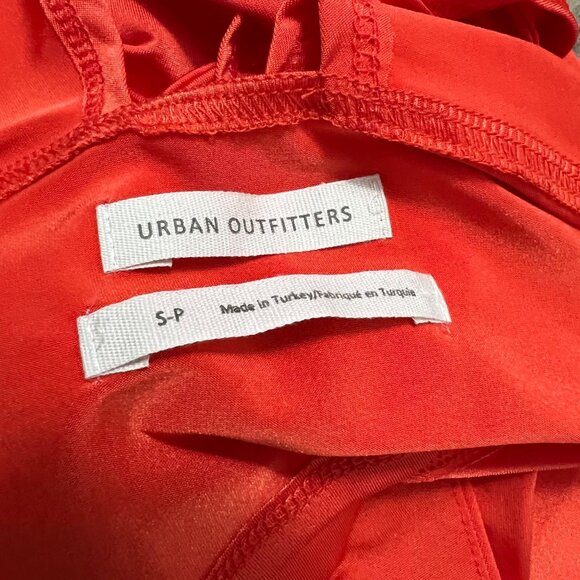 URBAN OUTFITTERS
S-P Made in Turkey/Fabriqué en Turquie